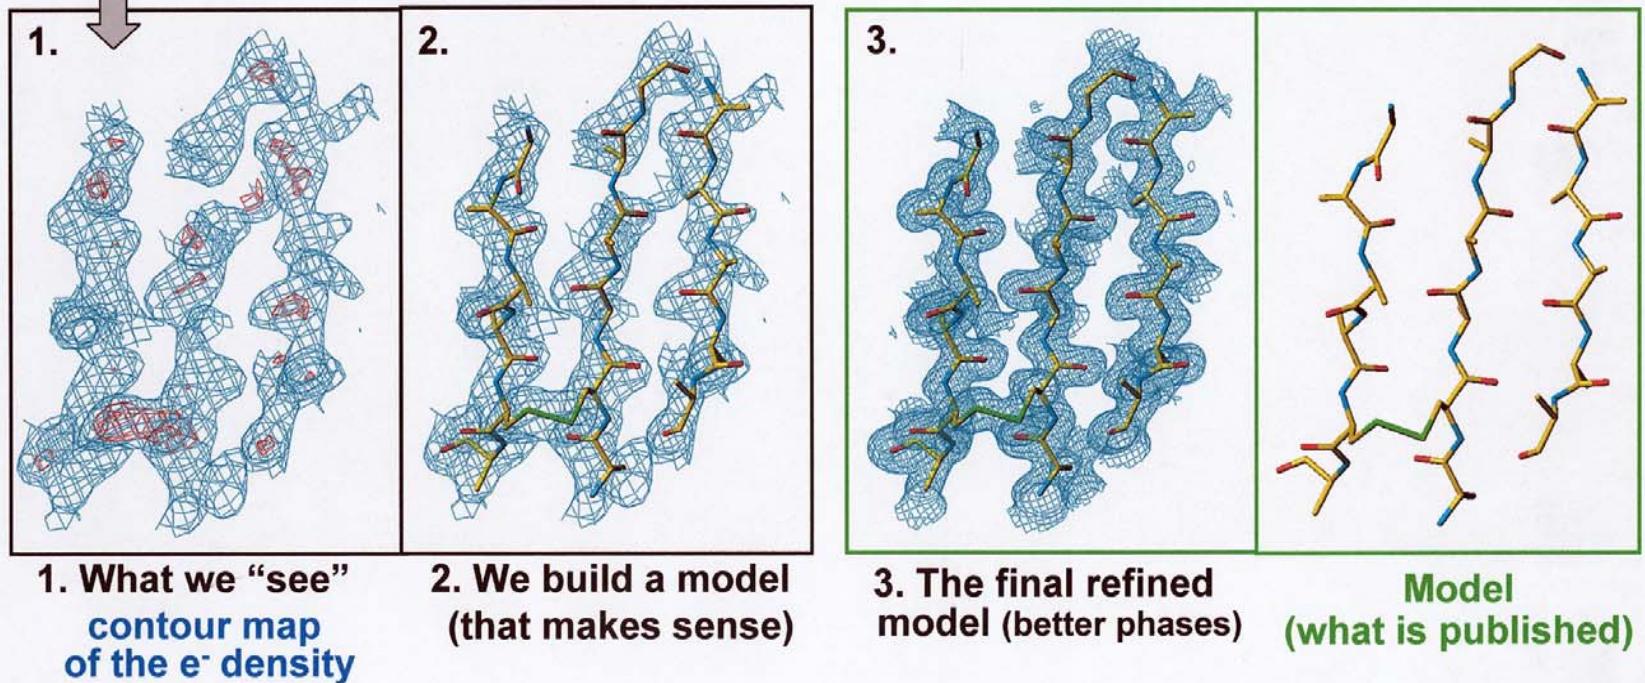 1.
2.
3.
1. What we “see”
contour map
of the e⁻ density
2. We build a model
(that makes sense)
3. The final refined
model (better phases)
Model
(what is published)